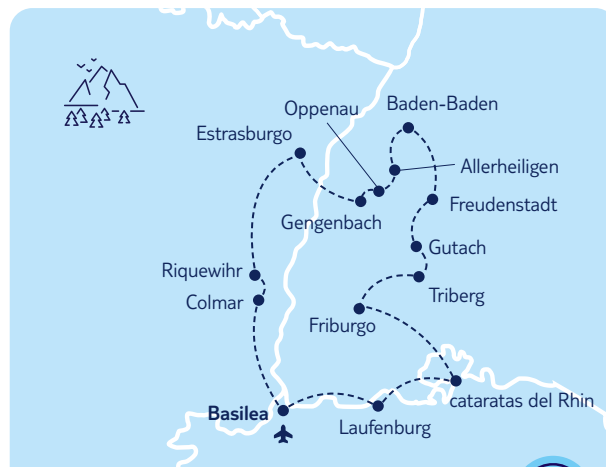 Baden-Baden
Oppenau
Estrasburgo
Allerheiligen
Freudenstadt
Gengenbach
Gutach
Riquewihr
Triberg
Colmar
Friburgo
cataratas del Rhin
Basilea
Laufenburg